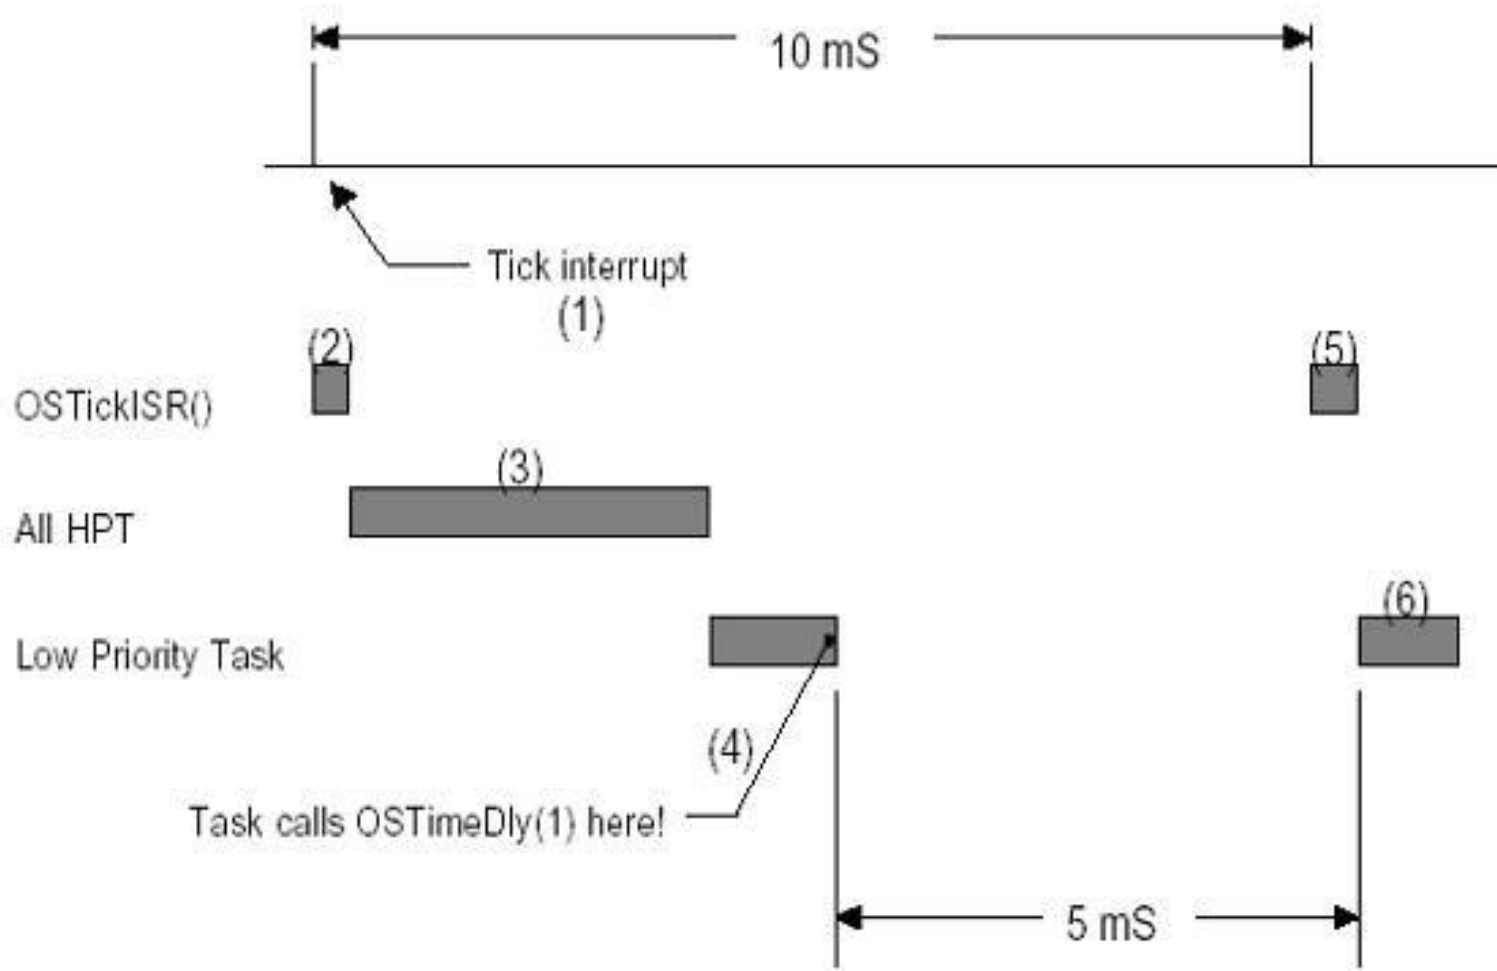 10 mS
Tick interrupt
(1)
(2)
(5)
OSTickISR()
(3)
All HPT
(6)
Low Priority Task
(4)
Task calls OSTimeDly(1) here!
5 mS